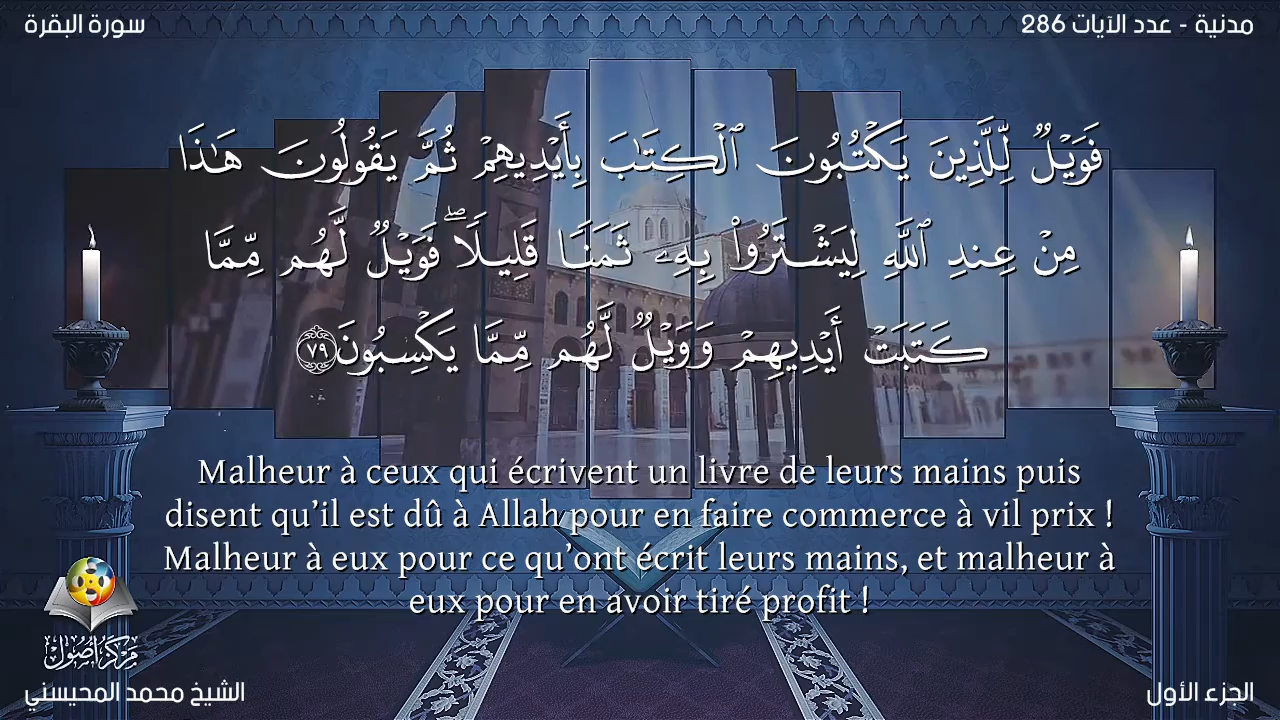 مدنية - عدد الآيات 286
سورة البقرة
فَوَيْلٌ لِّلَّذِينَ يَكْتُبُونَ ٱلْكِتَٰبَ بِأَيْدِيهِمْ ثُمَّ يَقُولُونَ هَٰذَا
مِنْ عِندِ ٱللَّهِ لِيَشْتَرُوا۟ بِهِۦ ثَمَنًا قَلِيلًا ۖ فَوَيْلٌ لَّهُم مِّمَّا
كَتَبَتْ أَيْدِيهِمْ وَوَيْلٌ لَّهُم مِّمَّا يَكْسِبُونَ ٧٩
Malheur à ceux qui écrivent un livre de leurs mains puis
disent qu’il est dû à Allah pour en faire commerce à vil prix !
Malheur à eux pour ce qu’ont écrit leurs mains, et malheur à
eux pour en avoir tiré profit !
مركز أصول
الجزء الأول
الشيخ محمد المحيسني